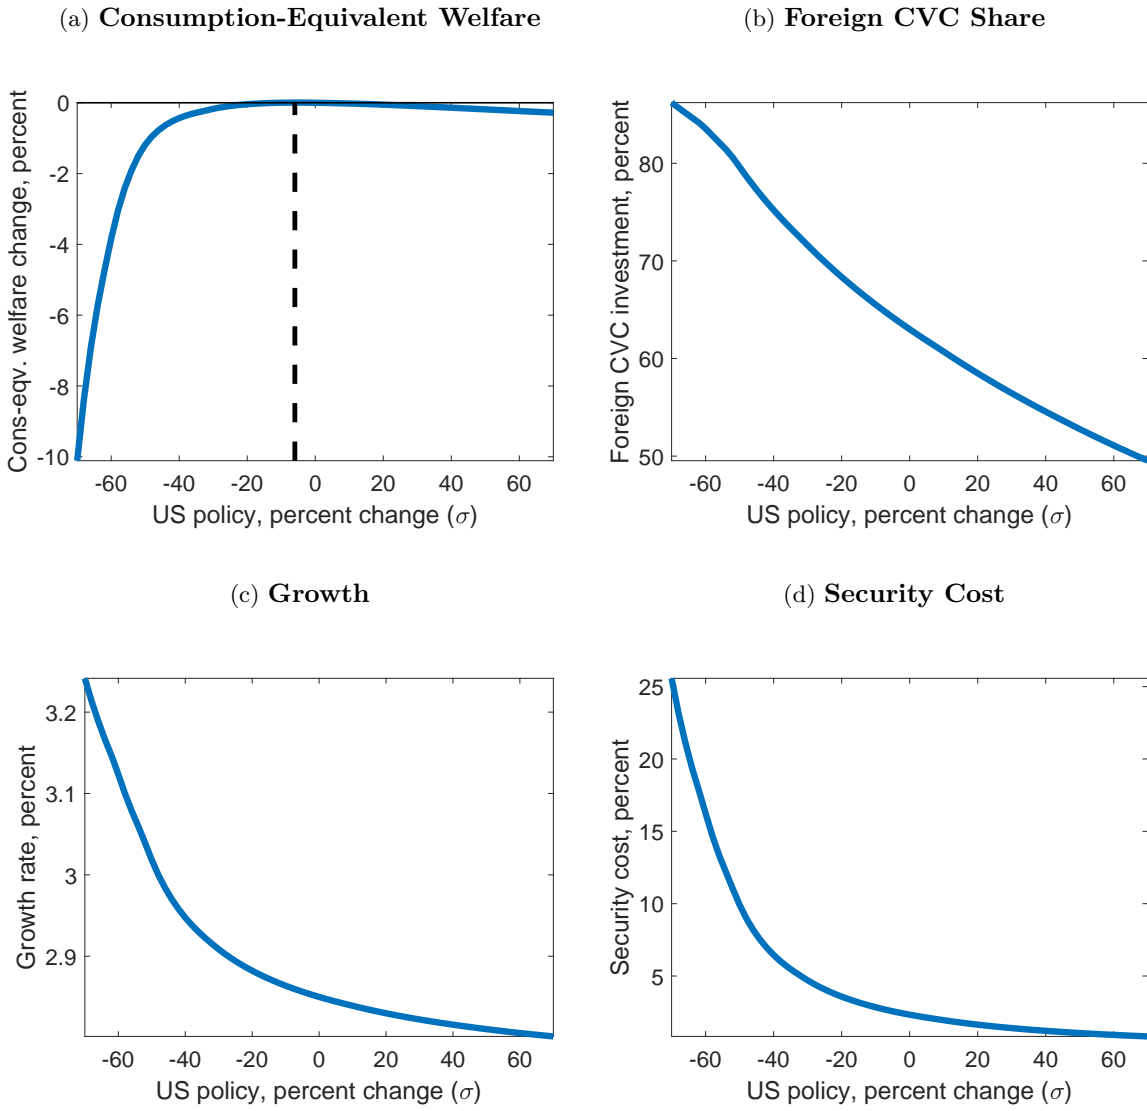 (a) Consumption-Equivalent Welfare
Cons-eqv. welfare change, percent
0
-2
-4
-6
-8
-10
-60 -40 -20 0 20 40 60
US policy, percent change (σ)
(b) Foreign CVC Share
Foreign CVC investment, percent
80
70
60
50
-60 -40 -20 0 20 40 60
US policy, percent change (σ)
(c) Growth
Growth rate, percent
3.2
3.1
3
2.9
-60 -40 -20 0 20 40 60
US policy, percent change (σ)
(d) Security Cost
Security cost, percent
25
20
15
10
5
-60 -40 -20 0 20 40 60
US policy, percent change (σ)